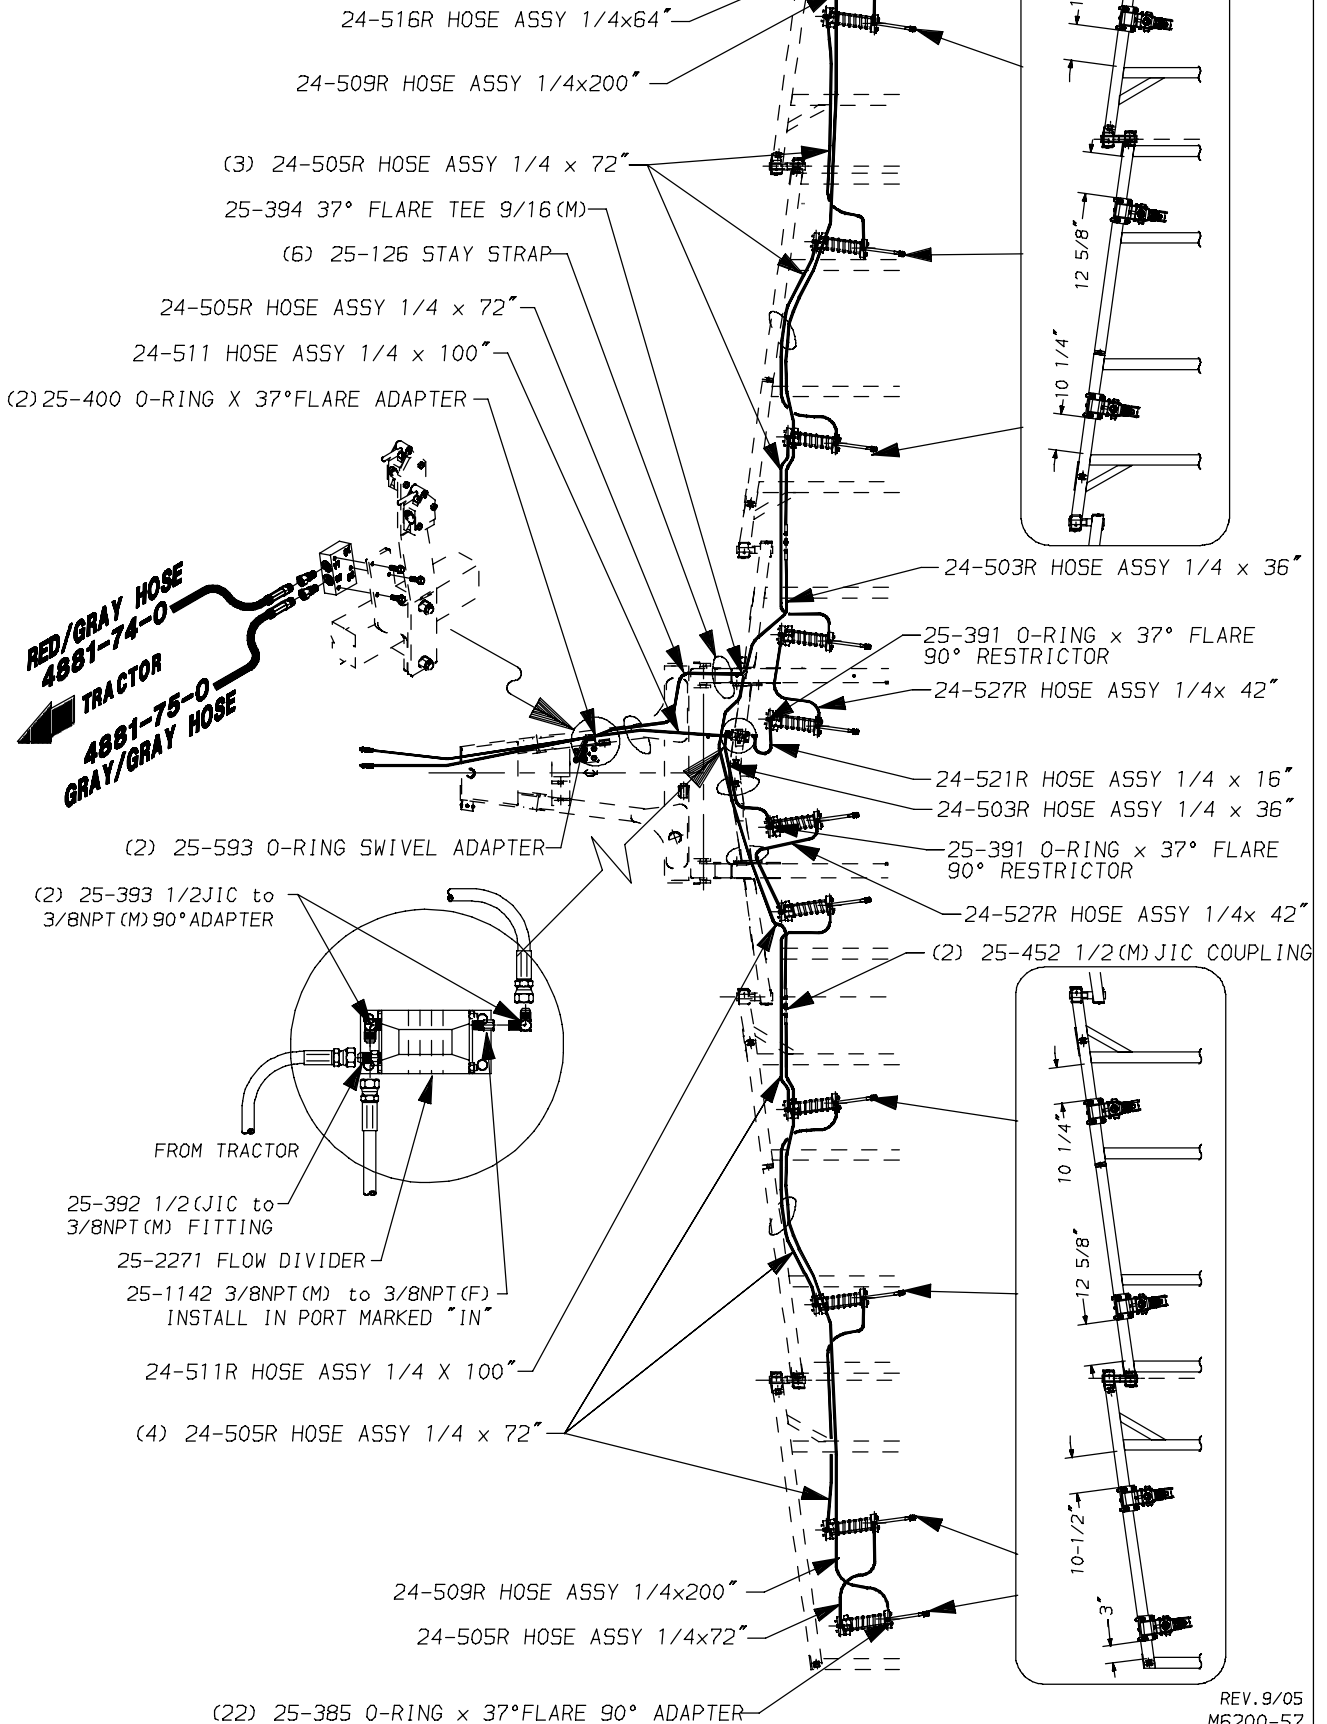 24-516R HOSE ASSY 1/4x64"
24-509R HOSE ASSY 1/4x200"
(3) 24-505R HOSE ASSY 1/4 x 72"
25-394 37° FLARE TEE 9/16(M)
(6) 25-126 STAY STRAP
24-505R HOSE ASSY 1/4 x 72"
24-511 HOSE ASSY 1/4 x 100"
(2)25-400 O-RING X 37°FLARE ADAPTER
12 5/8"
10 1/4"
RED/GRAY HOSE
4881-74-0
TRACTOR
4881-75-0
GRAY/GRAY HOSE
24-503R HOSE ASSY 1/4 x 36"
25-391 O-RING x 37° FLARE
90° RESTRICTOR
24-527R HOSE ASSY 1/4x 42"
24-521R HOSE ASSY 1/4 x 16"
24-503R HOSE ASSY 1/4 x 36"
25-391 O-RING x 37° FLARE
90° RESTRICTOR
24-527R HOSE ASSY 1/4x 42"
(2) 25-452 1/2(M)JIC COUPLING
(2) 25-593 O-RING SWIVEL ADAPTER
(2) 25-393 1/2JIC to
3/8NPT(M)90°ADAPTER
FROM TRACTOR
25-392 1/2(JIC to
3/8NPT(M) FITTING
25-2271 FLOW DIVIDER
25-1142 3/8NPT(M) to 3/8NPT(F)
INSTALL IN PORT MARKED "IN"
24-511R HOSE ASSY 1/4 X 100"
(4) 24-505R HOSE ASSY 1/4 x 72"
10 1/4"
12 5/8"
10-1/2"
3"
24-509R HOSE ASSY 1/4x200"
24-505R HOSE ASSY 1/4x72"
(22) 25-385 O-RING x 37°FLARE 90° ADAPTER
REV.9/05
M6200-57